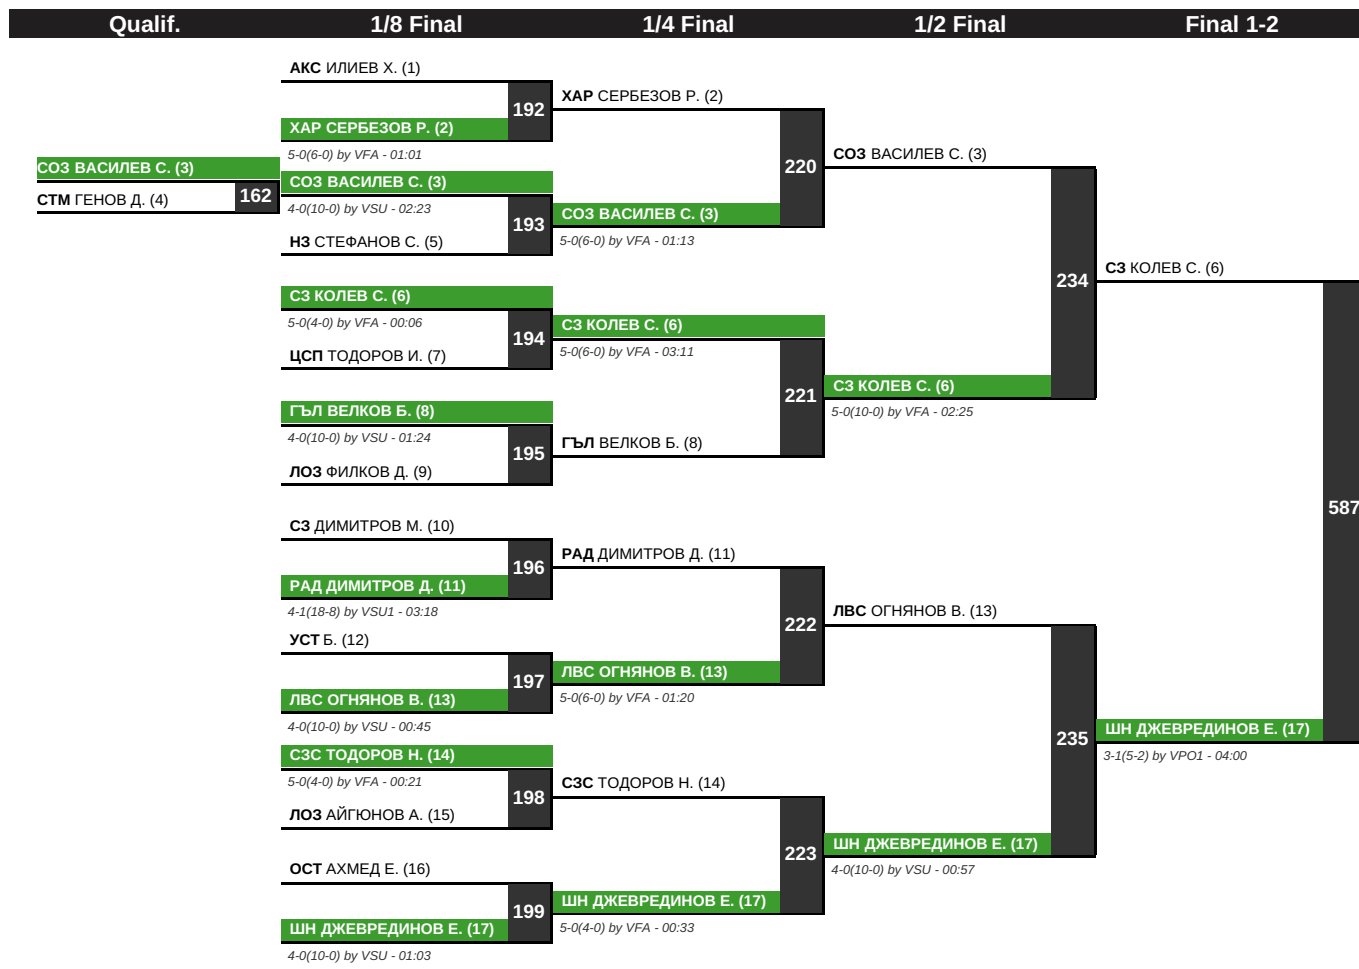 Qualif.
1/8 Final
1/4 Final
1/2 Final
Final 1-2
СОЗ ВАСИЛЕВ С. (3)
СТМ ГЕНОВ Д. (4)
162
АКС ИЛИЕВ Х. (1)
192
ХАР СЕРБЕЗОВ Р. (2)
5-0(6-0) by VFA - 01:01
СОЗ ВАСИЛЕВ С. (3)
4-0(10-0) by VSU - 02:23
193
НЗ СТЕФАНОВ С. (5)
СЗ КОЛЕВ С. (6)
5-0(4-0) by VFA - 00:06
194
ЦСП ТОДОРОВ И. (7)
ГЪЛ ВЕЛКОВ Б. (8)
4-0(10-0) by VSU - 01:24
195
ЛОЗ ФИЛКОВ Д. (9)
СЗ ДИМИТРОВ М. (10)
196
РАД ДИМИТРОВ Д. (11)
4-1(18-8) by VSU1 - 03:18
УСТ Б. (12)
197
ЛВС ОГНЯНОВ В. (13)
4-0(10-0) by VSU - 00:45
СЗС ТОДОРОВ Н. (14)
5-0(4-0) by VFA - 00:21
198
ЛОЗ АЙГЮНОВ А. (15)
ОСТ АХМЕД Е. (16)
199
ШН ДЖЕВРЕДИНОВ Е. (17)
4-0(10-0) by VSU - 01:03
ХАР СЕРБЕЗОВ Р. (2)
220
СОЗ ВАСИЛЕВ С. (3)
5-0(6-0) by VFA - 01:13
СЗ КОЛЕВ С. (6)
5-0(6-0) by VFA - 03:11
221
ГЪЛ ВЕЛКОВ Б. (8)
РАД ДИМИТРОВ Д. (11)
222
ЛВС ОГНЯНОВ В. (13)
5-0(6-0) by VFA - 01:20
СЗС ТОДОРОВ Н. (14)
223
ШН ДЖЕВРЕДИНОВ Е. (17)
5-0(4-0) by VFA - 00:33
СОЗ ВАСИЛЕВ С. (3)
234
СЗ КОЛЕВ С. (6)
5-0(10-0) by VFA - 02:25
ЛВС ОГНЯНОВ В. (13)
235
ШН ДЖЕВРЕДИНОВ Е. (17)
4-0(10-0) by VSU - 00:57
СЗ КОЛЕВ С. (6)
587
ШН ДЖЕВРЕДИНОВ Е. (17)
3-1(5-2) by VPO1 - 04:00